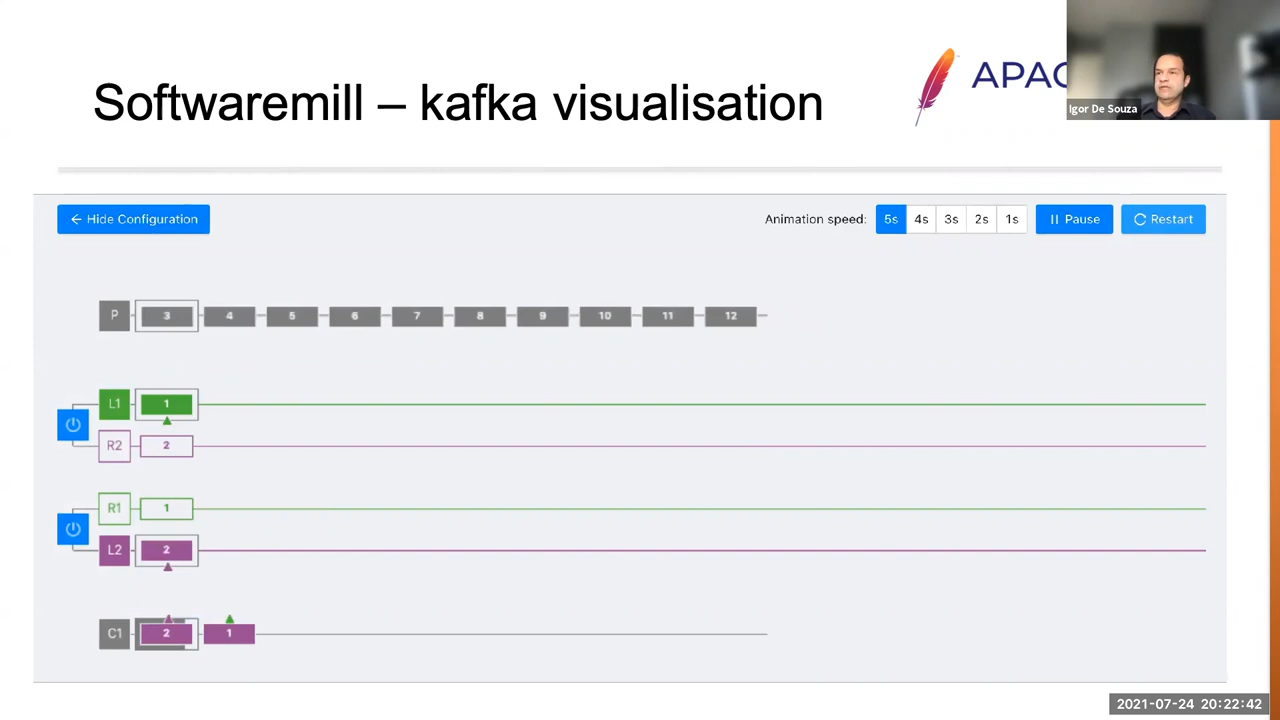 Softwaremill – kafka visualisation
APAC
Igor De Souza
← Hide Configuration
Animation speed: 5s 4s 3s 2s 1s Pause Restart
P 3 4 5 6 7 8 9 10 11 12
L1 1
R2 2
R1 1
L2 2
C1 2 1
2021-07-24 20:22:42